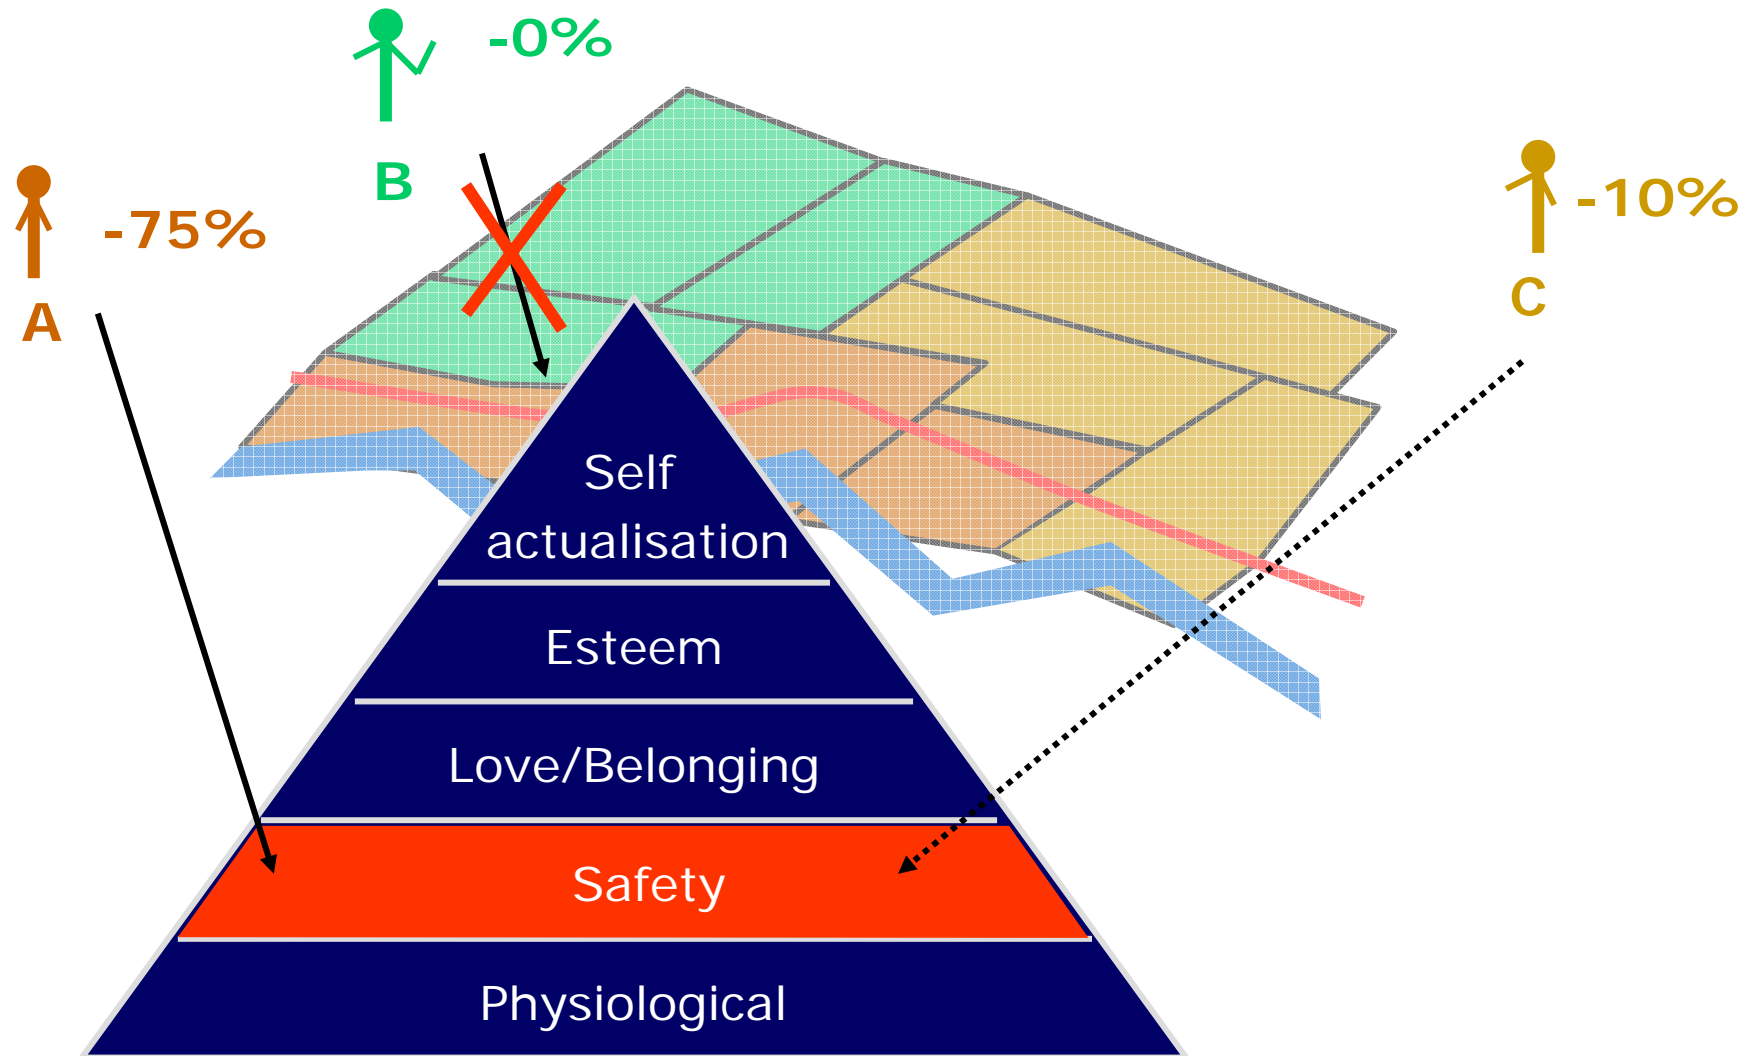 -0%
B
-75%
A
-10%
C
Self
actualisation
Esteem
Love/Belonging
Safety
Physiological